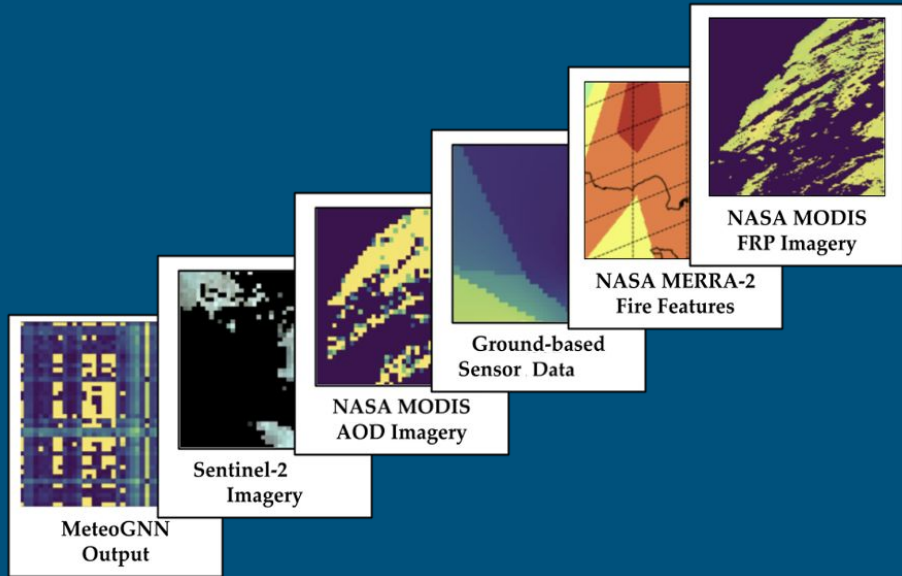 MeteoGNN
Output
Sentinel-2
Imagery
NASA MODIS
AOD Imagery
Ground-based
Sensor Data
NASA MERRA-2
Fire Features
NASA MODIS
FRP Imagery